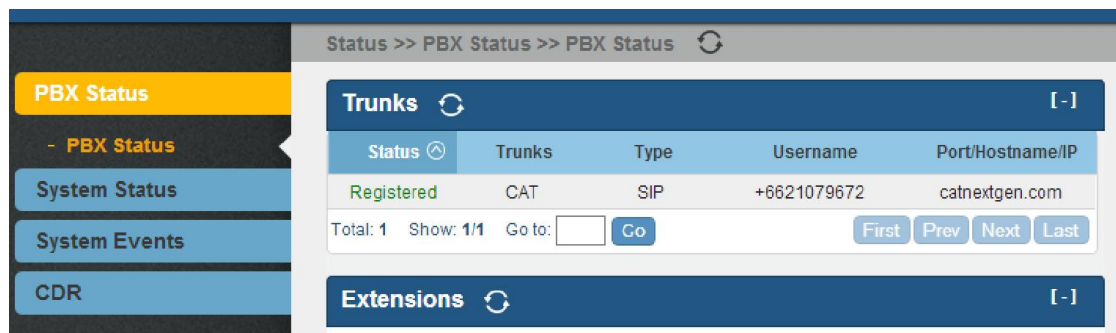 Status >> PBX Status >> PBX Status
PBX Status
- PBX Status
System Status
System Events
CDR
Trunks [-]
Status Trunks Type Username Port/Hostname/IP
Registered CAT SIP +6621079672 catnextgen.com
Total: 1 Show: 1/1 Go to: Go First Prev Next Last
Extensions [-]